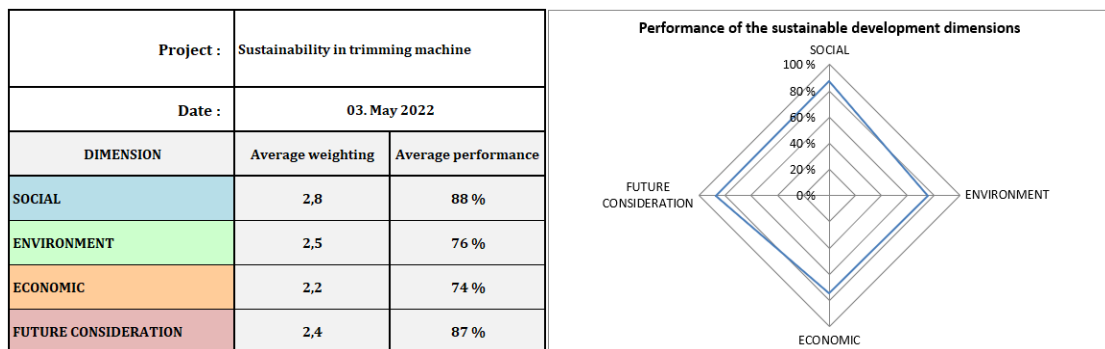 Project : Sustainability in trimming machine
Date : 03. May 2022
DIMENSION Average weighting Average performance
SOCIAL 2,8 88 %
ENVIRONMENT 2,5 76 %
ECONOMIC 2,2 74 %
FUTURE CONSIDERATION 2,4 87 %
Performance of the sustainable development dimensions
SOCIAL
100 %
80 %
60 %
40 %
20 %
0 %
FUTURE
CONSIDERATION
ENVIRONMENT
ECONOMIC